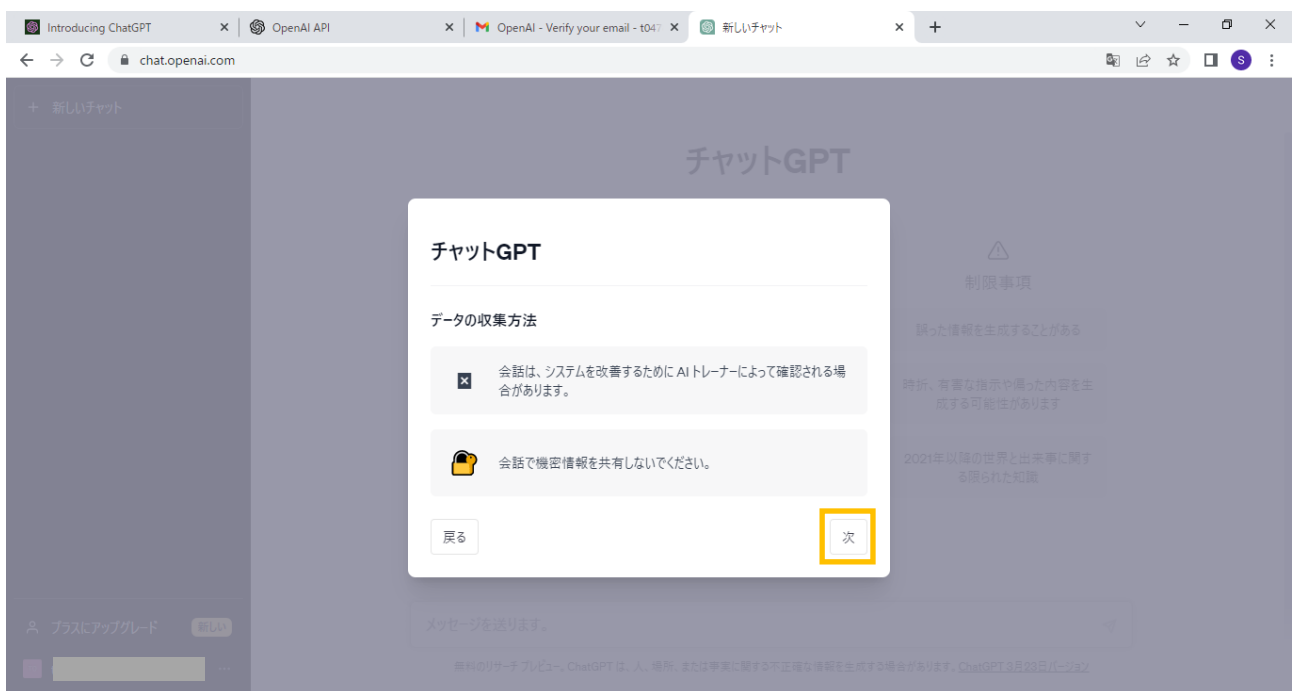 Introducing ChatGPT
OpenAI API
OpenAI - Verify your email - t047
新しいチャット
chat.openai.com
S
+ 新しいチャット
チャットGPT
チャットGPT
データの収集方法
会話は、システムを改善するために AI トレーナーによって確認される場
合があります。
会話で機密情報を共有しないでください。
戻る
次
制限事項
誤った情報を生成することがある
時折、有害な指示や偏った内容を生
成する可能性があります
2021年以降の世界と出来事に関す
る限られた知識
プラスにアップグレード
新しい
メッセージを送ります。
無料のリサーチ プレビュー。ChatGPT は、人、場所、または事実に関する不正確な情報を生成する場合があります。ChatGPT 3月23日バージョン